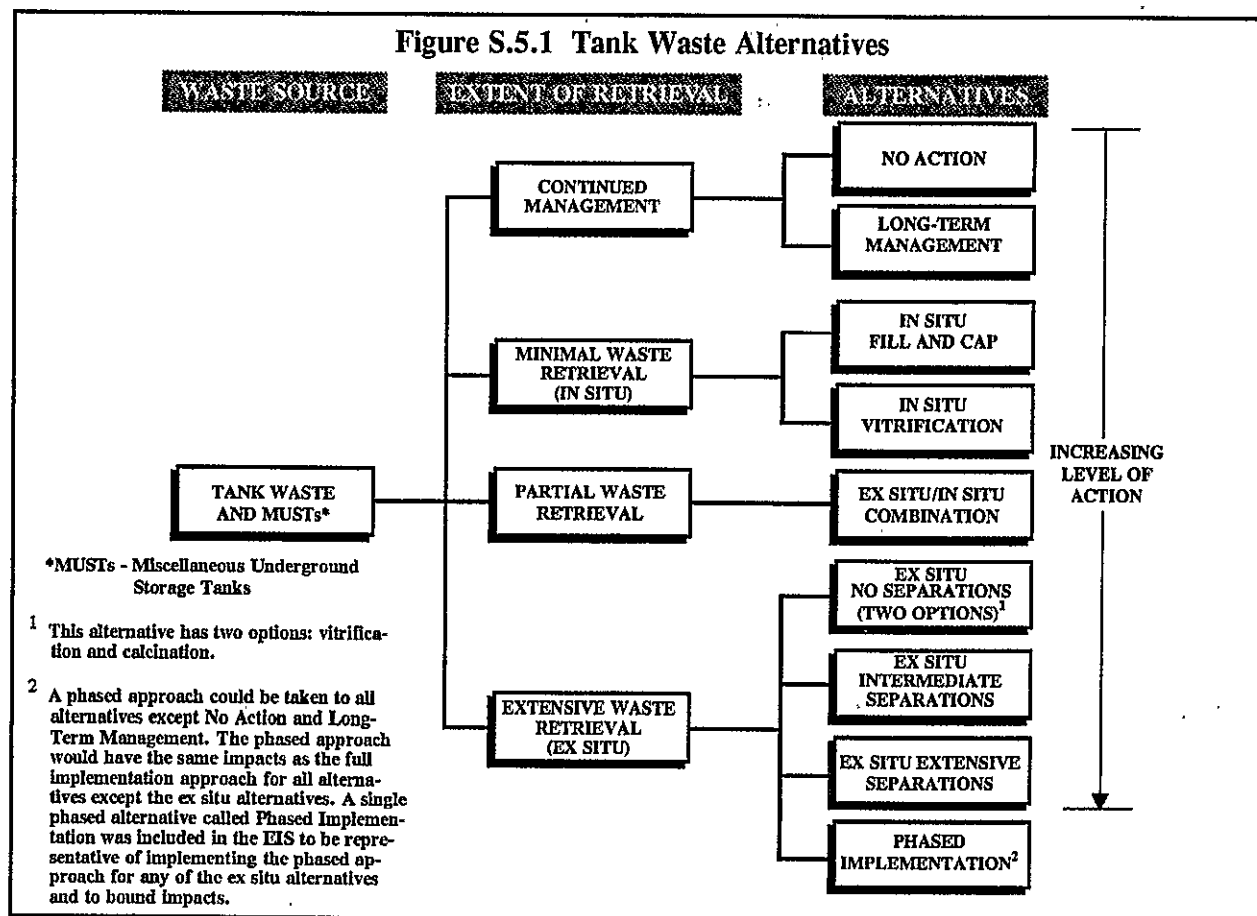 Figure S.5.1 Tank Waste Alternatives
WASTE SOURCE
EXTENT OF RETRIEVAL
ALTERNATIVES
CONTINUED
MANAGEMENT
NO ACTION
LONG-TERM
MANAGEMENT
MINIMAL WASTE
RETRIEVAL
(IN SITU)
IN SITU
FILL AND CAP
IN SITU
VITRIFICATION
INCREASING
LEVEL OF
ACTION
TANK WASTE
AND MUSTs*
PARTIAL WASTE
RETRIEVAL
EX SITU/IN SITU
COMBINATION
EXTENSIVE WASTE
RETRIEVAL
(EX SITU)
EX SITU
NO SEPARATIONS
(TWO OPTIONS)1
EX SITU
INTERMEDIATE
SEPARATIONS
EX SITU EXTENSIVE
SEPARATIONS
PHASED
IMPLEMENTATION2
*MUSTs - Miscellaneous Underground
Storage Tanks
1 This alternative has two options: vitrifica-
tion and calcination.
2 A phased approach could be taken to all
alternatives except No Action and Long-
Term Management. The phased approach
would have the same impacts as the full
implementation approach for all alterna-
tives except the ex situ alternatives. A single
phased alternative called Phased Implemen-
tation was included in the EIS to be repre-
sentative of implementing the phased ap-
proach for any of the ex situ alternatives
and to bound impacts.